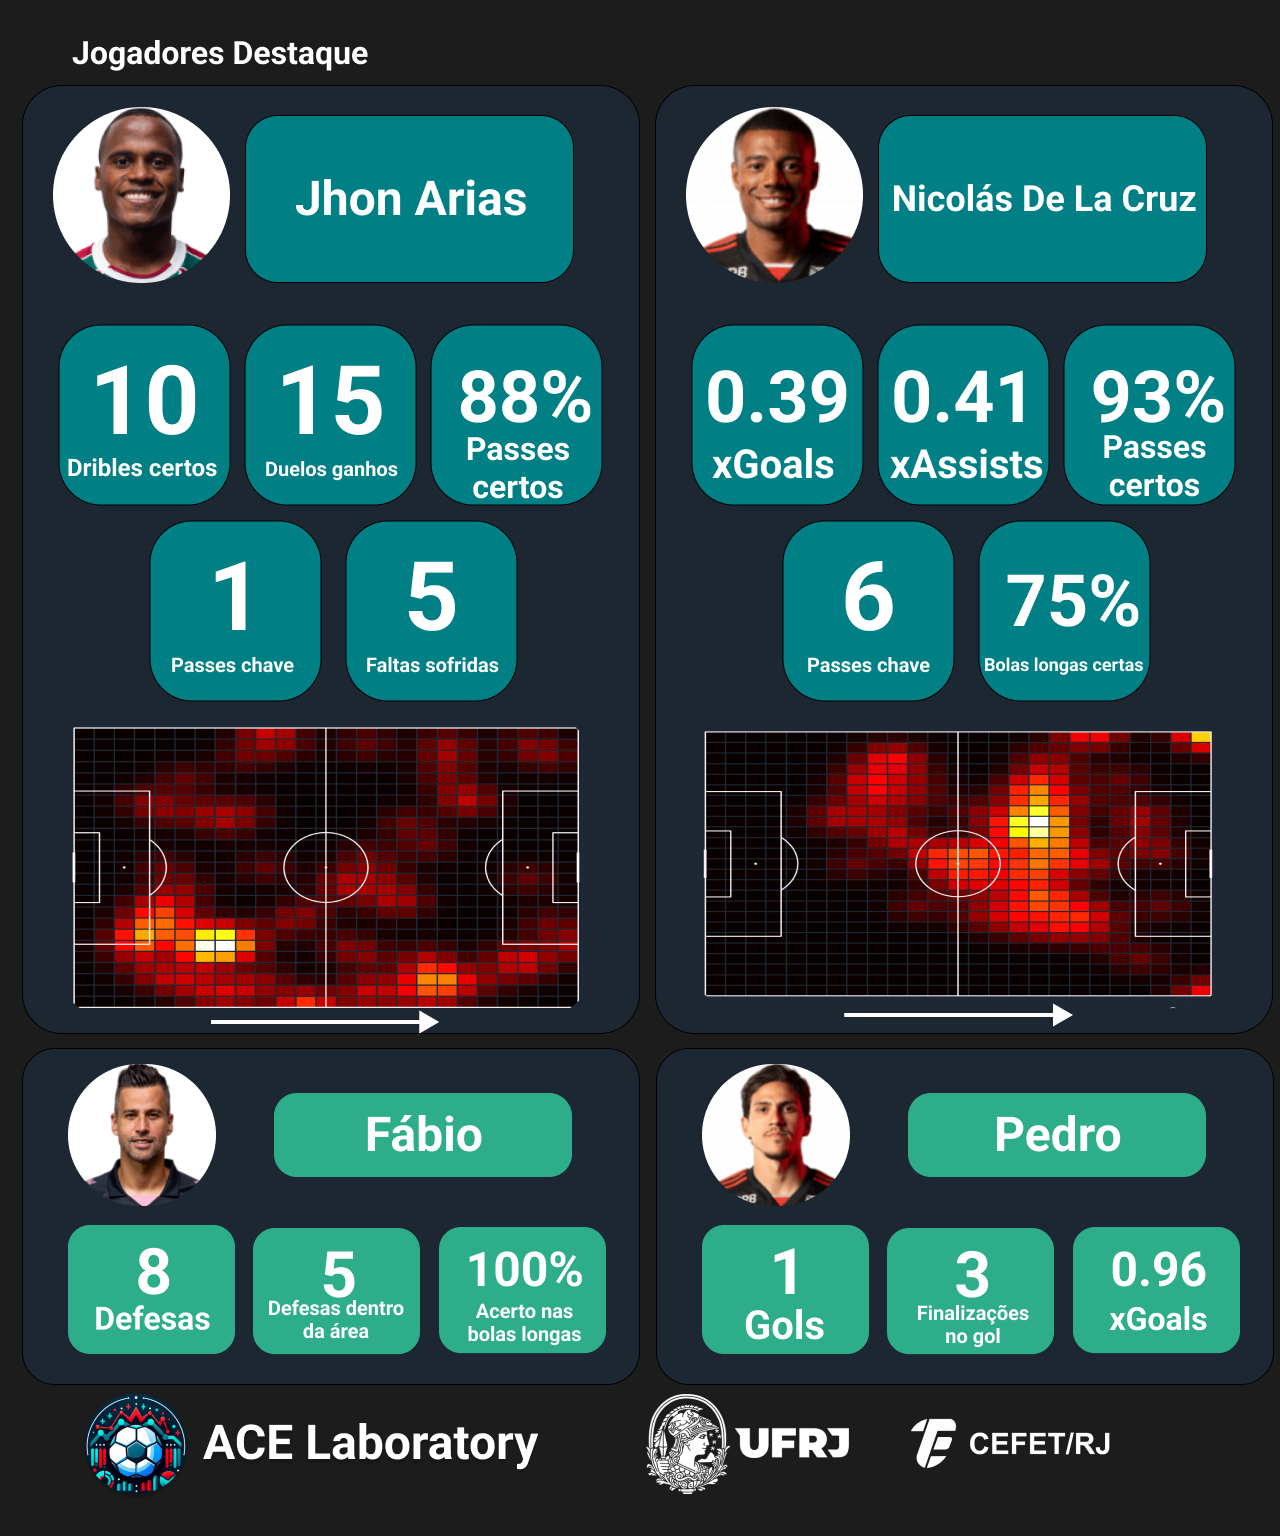 Jogadores Destaque
Jhon Arias
10
Dribles certos
15
Duelos ganhos
88%
Passes
certos
1
Passes chave
5
Faltas sofridas
Nicolás De La Cruz
0.39
xGoals
0.41
xAssists
93%
Passes
certos
6
Passes chave
75%
Bolas longas certas
Fábio
8
Defesas
5
Defesas dentro
da área
100%
Acerto nas
bolas longas
Pedro
1
Gols
3
Finalizações
no gol
0.96
xGoals
ACE Laboratory
UFRJ
CEFET/RJ